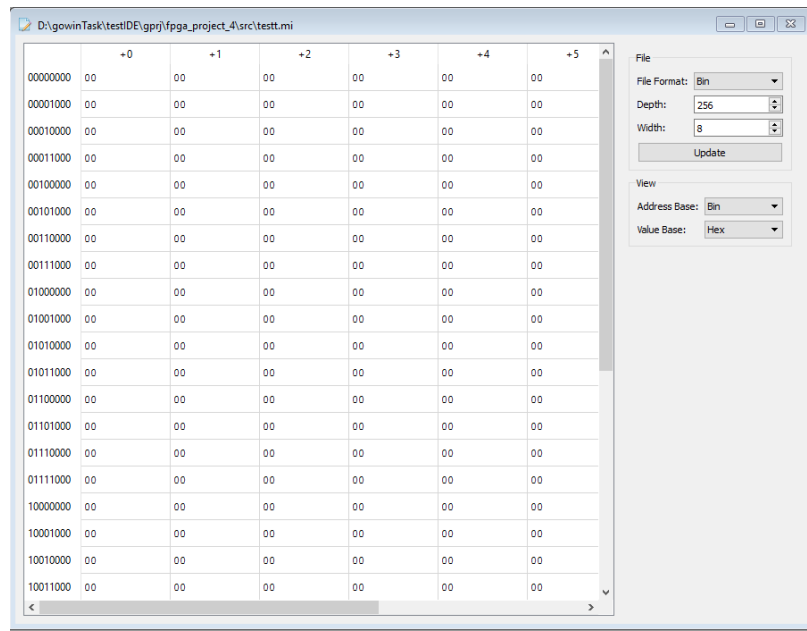 D:\gowinTask\testIDE\gprj\fpga_project_4\src\testt.mi
+0 +1 +2 +3 +4 +5
00000000 00 00 00 00 00 00
00001000 00 00 00 00 00 00
00010000 00 00 00 00 00 00
00011000 00 00 00 00 00 00
00100000 00 00 00 00 00 00
00101000 00 00 00 00 00 00
00110000 00 00 00 00 00 00
00111000 00 00 00 00 00 00
01000000 00 00 00 00 00 00
01001000 00 00 00 00 00 00
01010000 00 00 00 00 00 00
01011000 00 00 00 00 00 00
01100000 00 00 00 00 00 00
01101000 00 00 00 00 00 00
01110000 00 00 00 00 00 00
01111000 00 00 00 00 00 00
10000000 00 00 00 00 00 00
10001000 00 00 00 00 00 00
10010000 00 00 00 00 00 00
10011000 00 00 00 00 00 00
File
File Format: Bin
Depth: 256
Width: 8
Update
View
Address Base: Bin
Value Base: Hex